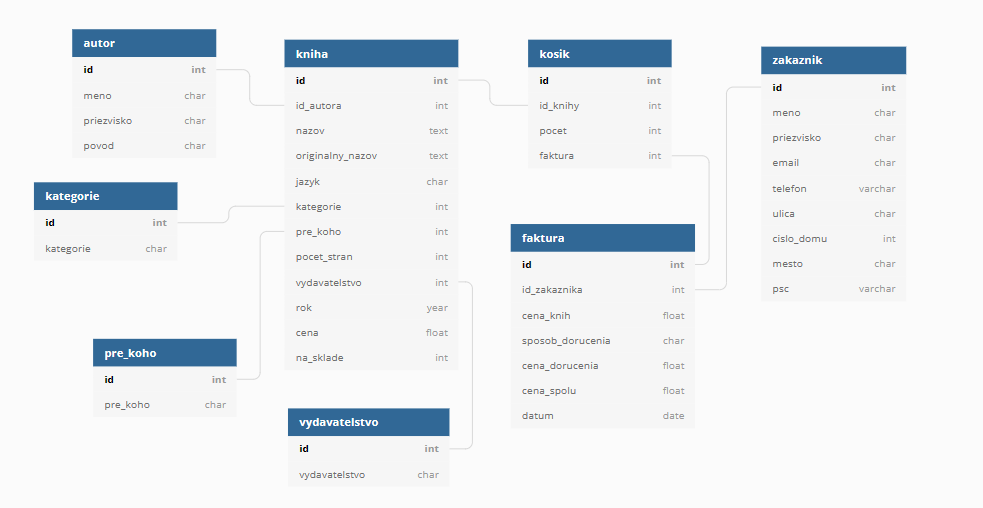 autor
id int
meno char
priezvisko char
povod char
kategorie
id int
kategorie char
pre_koho
id int
pre_koho char
kniha
id int
id_autora int
nazov text
originalny_nazov text
jazyk char
kategorie int
pre_koho int
pocet_stran int
vydavatelstvo int
rok year
cena float
na_sklade int
vydavatelstvo
id int
vydavatelstvo char
kosik
id int
id_knihy int
pocet int
faktura int
faktura
id int
id_zakaznika int
cena_knih float
sposob_dorucenia char
cena_dorucenia float
cena_spolu float
datum date
zakaznik
id int
meno char
priezvisko char
email char
telefon varchar
ulica char
cislo_domu int
mesto char
psc varchar